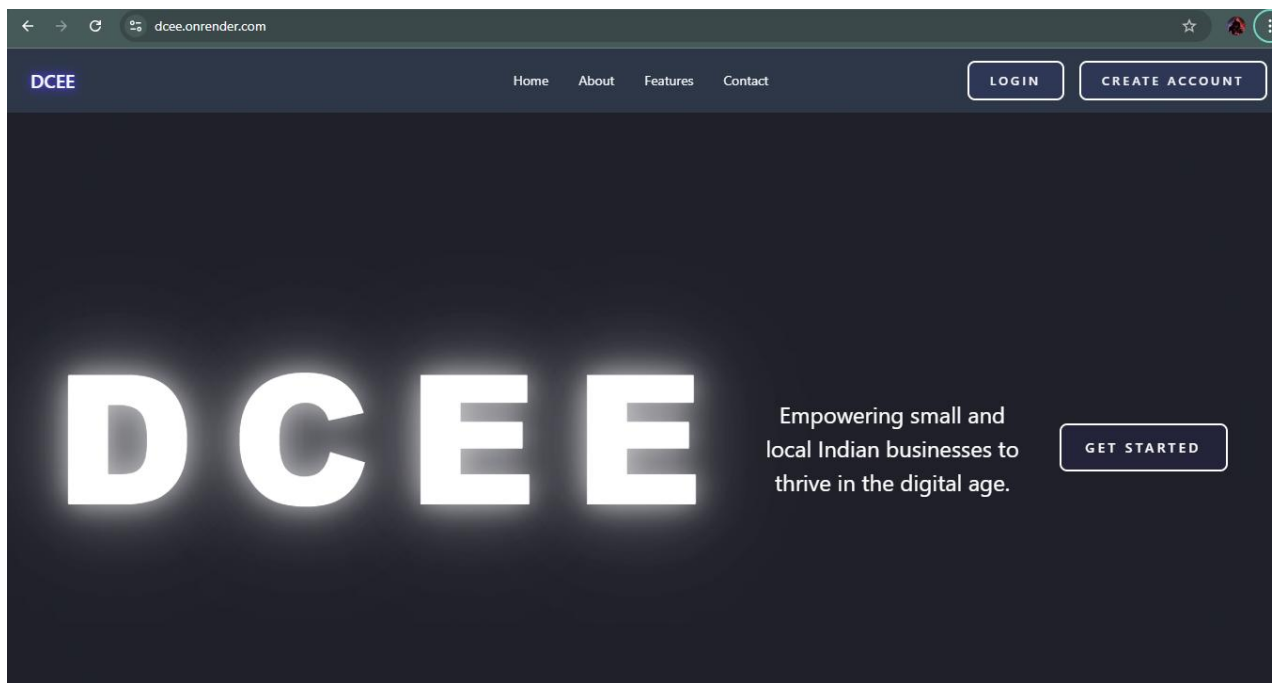 dcee.onrender.com
DCEE
Home About Features Contact
LOGIN
CREATE ACCOUNT
DCEE
Empowering small and
local Indian businesses to
thrive in the digital age.
GET STARTED